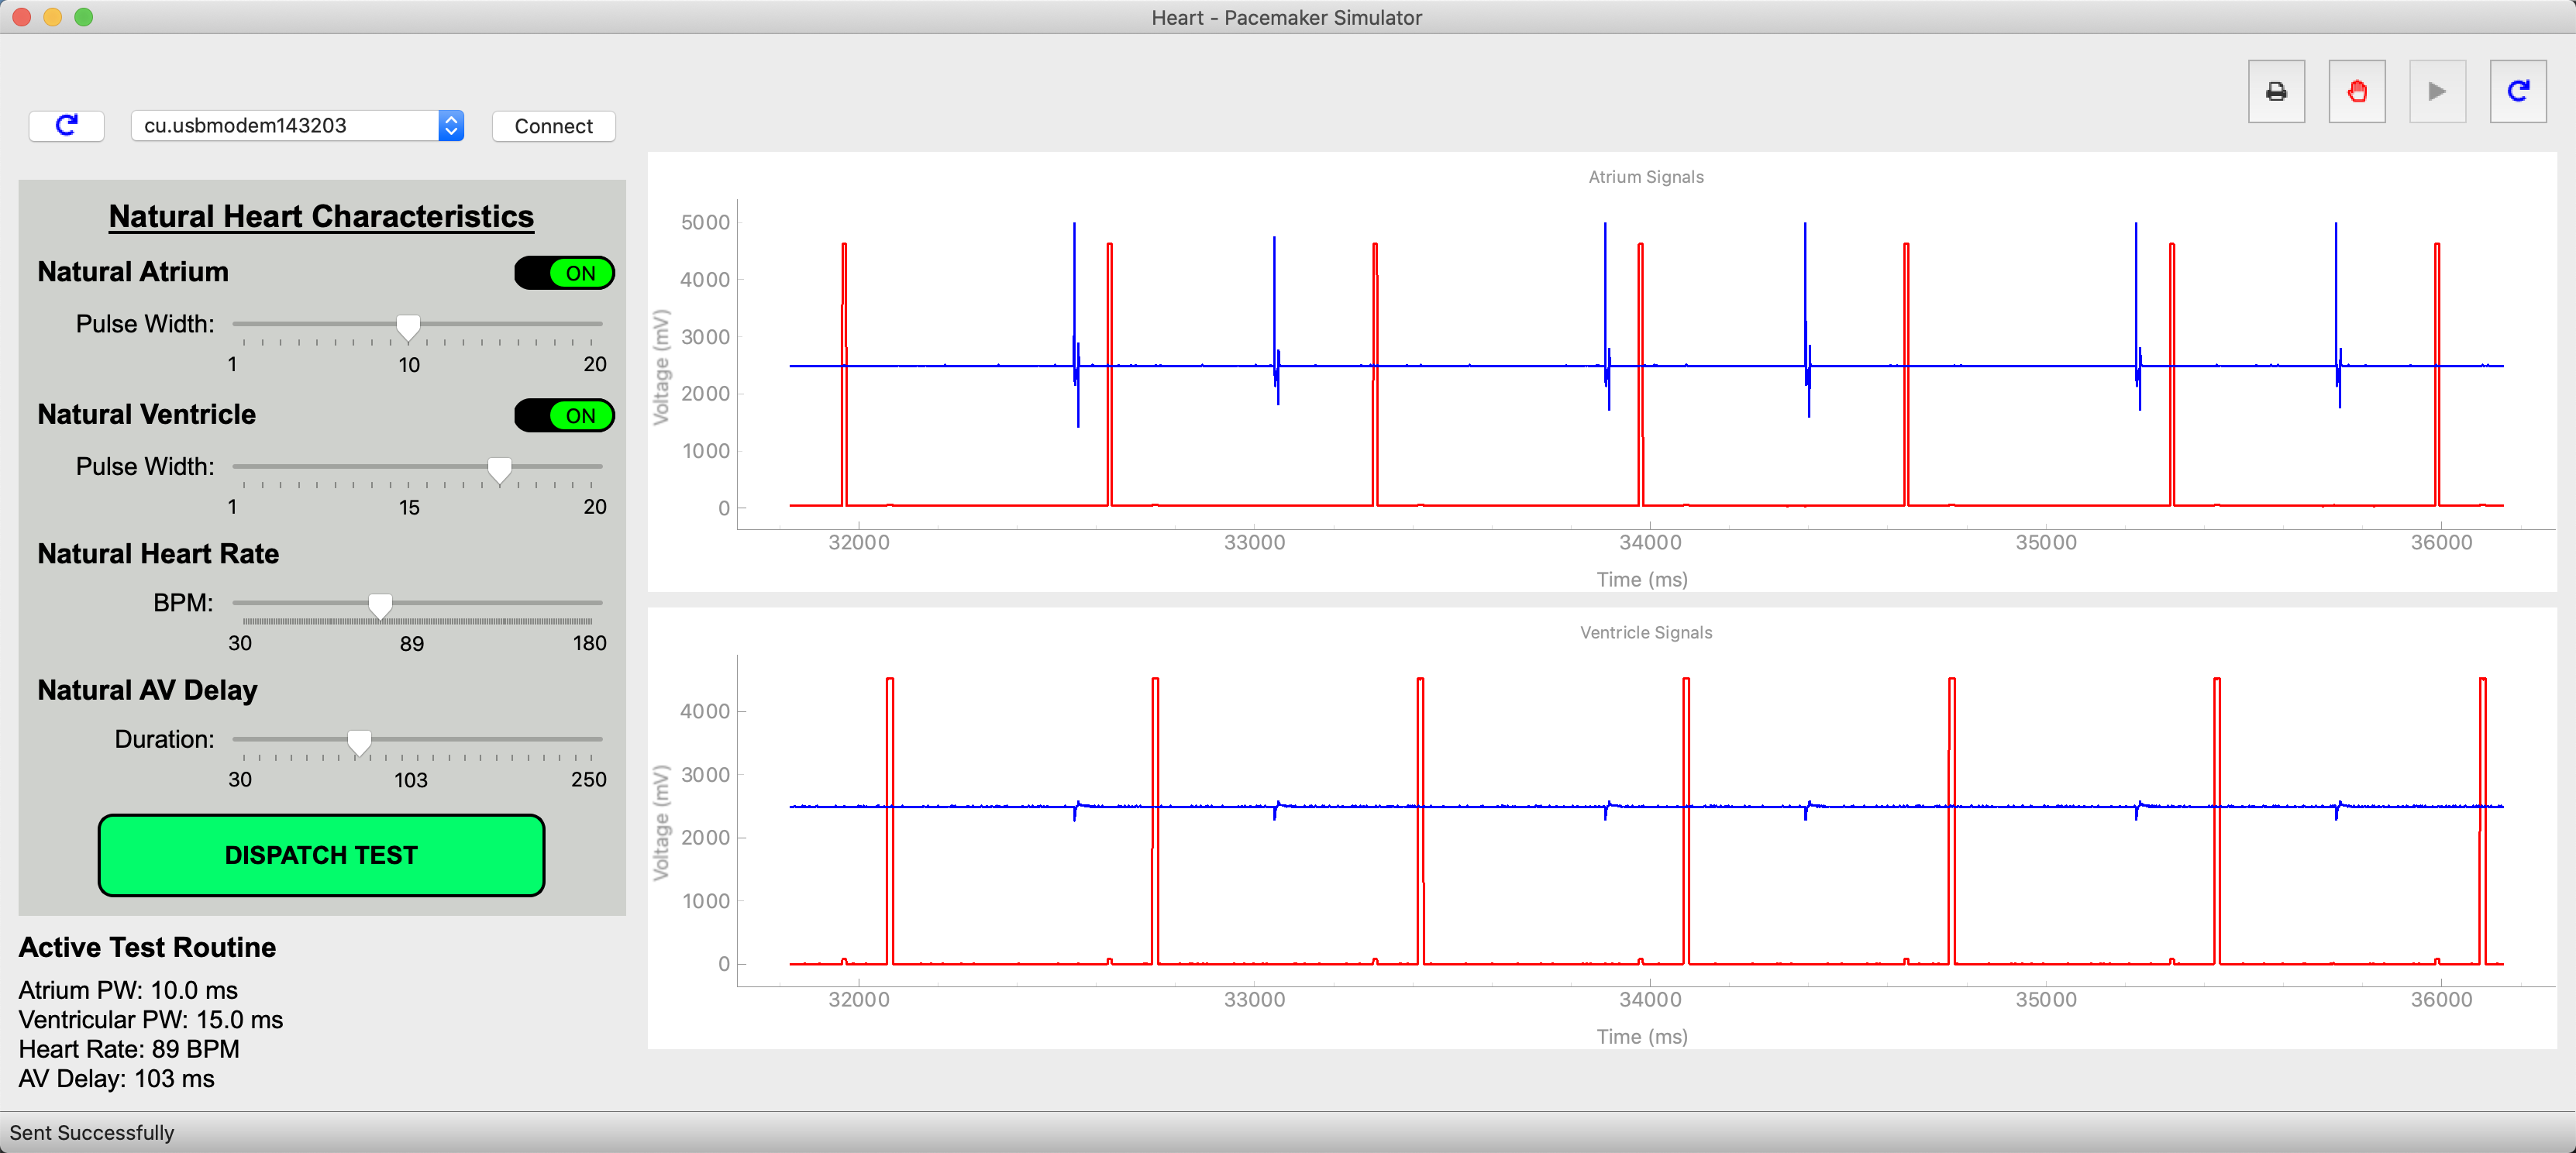 Heart - Pacemaker Simulator
cu.usbmodem143203
Connect
Natural Heart Characteristics
Natural Atrium
ON
Pulse Width:
1 10 20
Natural Ventricle
ON
Pulse Width:
1 15 20
Natural Heart Rate
BPM:
30 89 180
Natural AV Delay
Duration:
30 103 250
DISPATCH TEST
Active Test Routine
Atrium PW: 10.0 ms
Ventricular PW: 15.0 ms
Heart Rate: 89 BPM
AV Delay: 103 ms
Atrium Signals
Voltage (mV)
5000
4000
3000
2000
1000
0
32000 33000 34000 35000 36000
Time (ms)
Ventricle Signals
Voltage (mV)
4000
3000
2000
1000
0
32000 33000 34000 35000 36000
Time (ms)
Sent Successfully